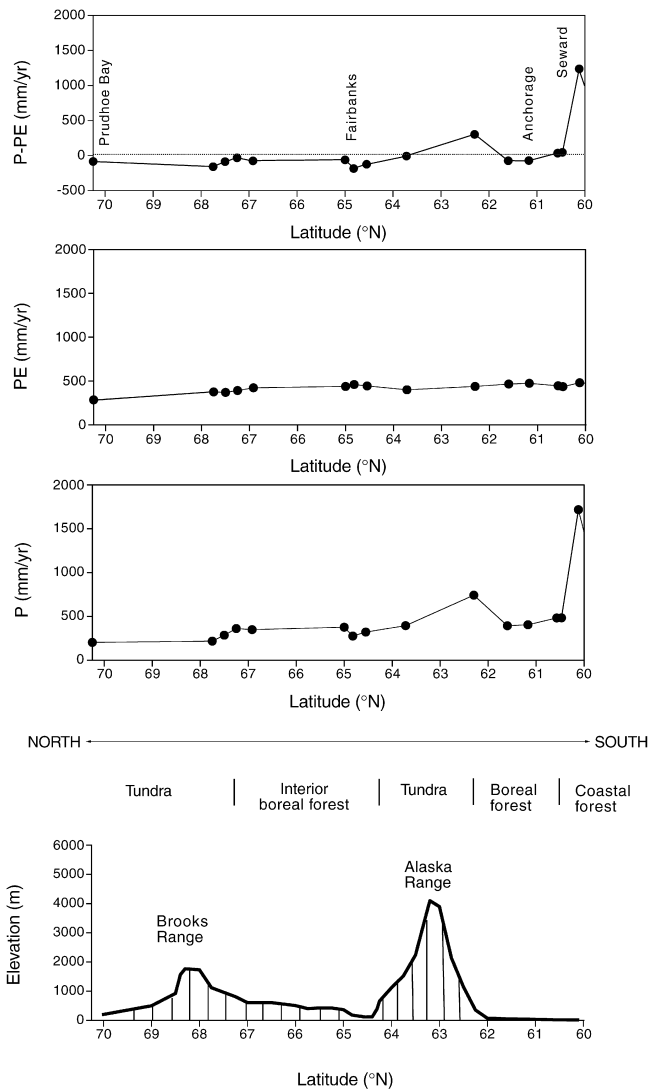 2000
1500
1000
500
0
-500
P-PE (mm/yr)
Prudhoe Bay
Fairbanks
Anchorage
Seward
70 69 68 67 66 65 64 63 62 61 60
Latitude (°N)
2000
1500
1000
500
0
PE (mm/yr)
70 69 68 67 66 65 64 63 62 61 60
Latitude (°N)
2000
1500
1000
500
0
P (mm/yr)
70 69 68 67 66 65 64 63 62 61 60
Latitude (°N)
NORTH SOUTH
Tundra
Interior
boreal forest
Tundra
Boreal
forest
Coastal
forest
6000
5000
4000
3000
2000
1000
0
Elevation (m)
Brooks
Range
Alaska
Range
70 69 68 67 66 65 64 63 62 61 60
Latitude (°N)